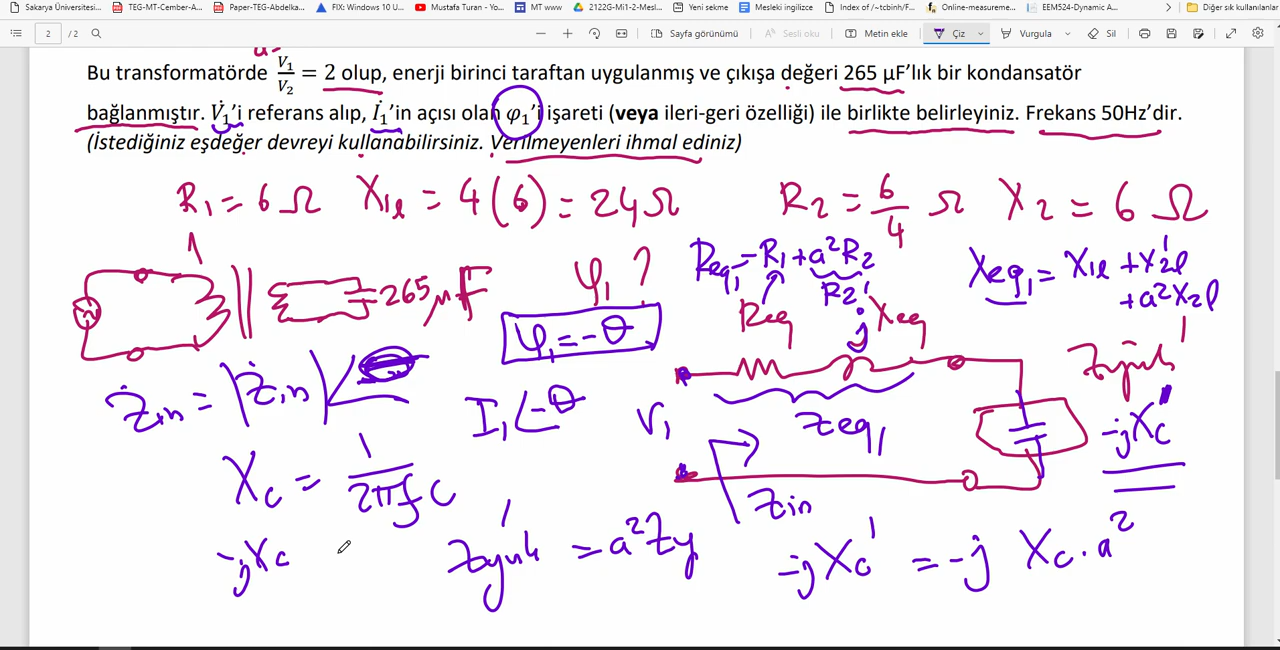 Sakarya Üniversitesi... TEG-MT-Cember-A... Paper-TEG-Abdelka... FIX: Windows 10 U... Mustafa Turan - Yo... MT www 2122G-Mi1-2-Mesl... Yeni sekme Mesleki ingilizce Index of /~tcbinh/F... Online-measureme... EEM524-Dynamic A... Diğer sık kullanılanlar
2 / 2 Sayfa görünümü Sesli oku Metin ekle Çiz Vurgula Sil
Bu transformatörde V₁/V₂ = 2 olup, enerji birinci taraftan uygulanmış ve çıkışa değeri 265 µF'lık bir kondansatör
bağlanmıştır. V̇₁'i referans alıp, İ₁'in açısı olan φ₁'i işareti (veya ileri-geri özelliği) ile birlikte belirleyiniz. Frekans 50Hz'dir.
(İstediğiniz eşdeğer devreyi kullanabilirsiniz. Verilmeyenleri ihmal ediniz)
R₁ = 6 Ω X₁ℓ = 4(6) = 24 Ω R₂ = 6/4 Ω X₂ = 6 Ω
Req₁ = R₁ + a²R₂
R₂'
Xeq₁ = X₁ℓ + X₂ℓ'
+ a²X₂ℓ
265 µF
φ₁ ?
Req jXeq
φ₁ = -θ
Zyük'
Żin = |Żin|
I₁ ∠-θ
V₁
Zeq₁
-jXc'
Xc = 1/2πfC
Zin
-jXc
Zyük' = a²Zy
-jXc' = -j Xc·a²